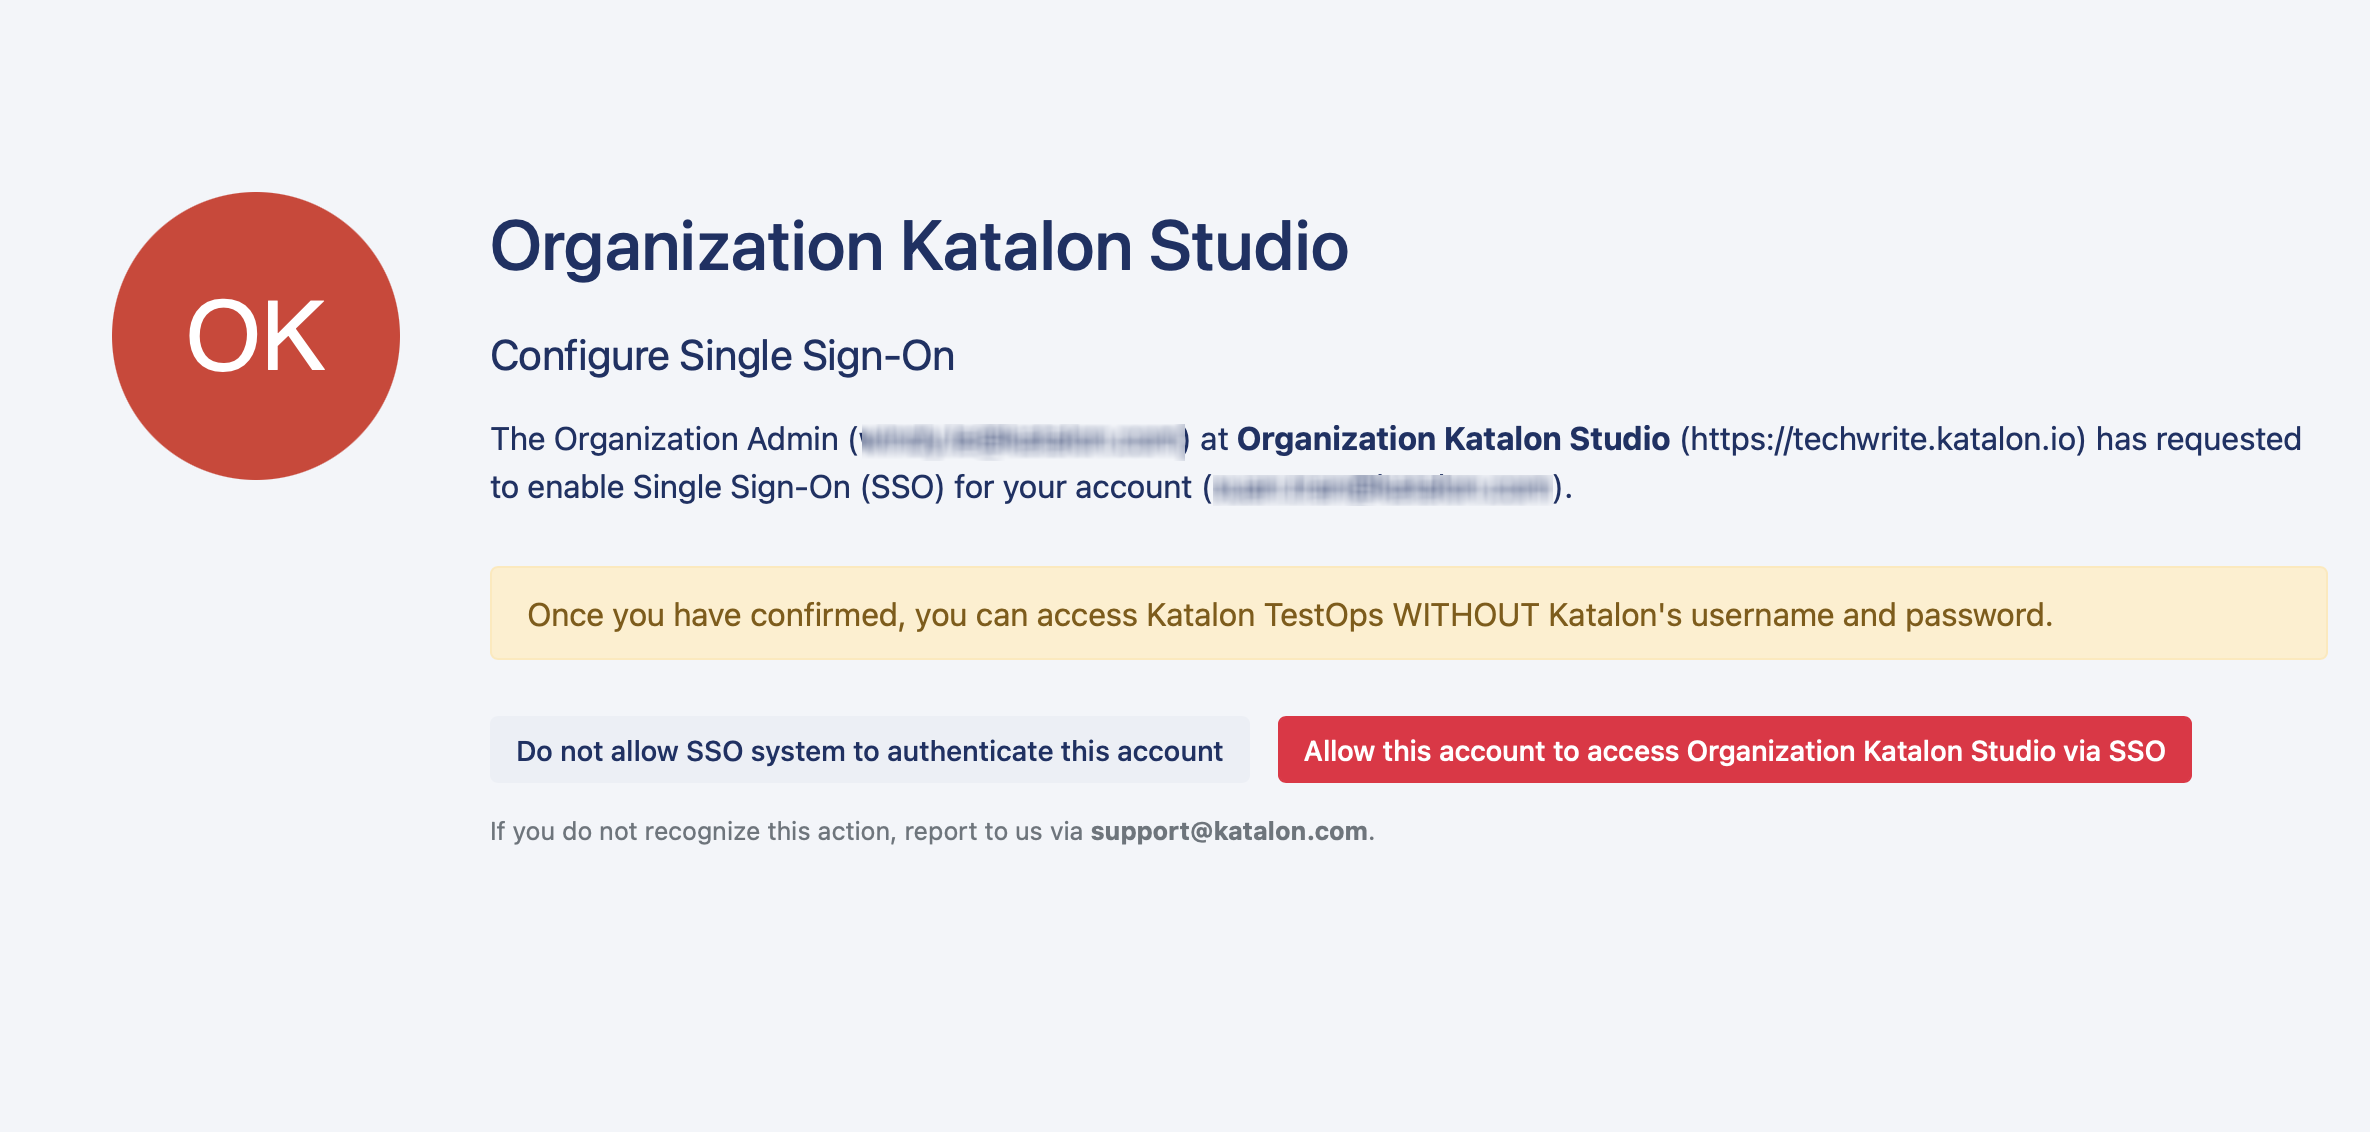 OK
Organization Katalon Studio
Configure Single Sign-On
The Organization Admin () at Organization Katalon Studio (https://techwrite.katalon.io) has requested
to enable Single Sign-On (SSO) for your account ().
Once you have confirmed, you can access Katalon TestOps WITHOUT Katalon's username and password.
Do not allow SSO system to authenticate this account
Allow this account to access Organization Katalon Studio via SSO
If you do not recognize this action, report to us via support@katalon.com.